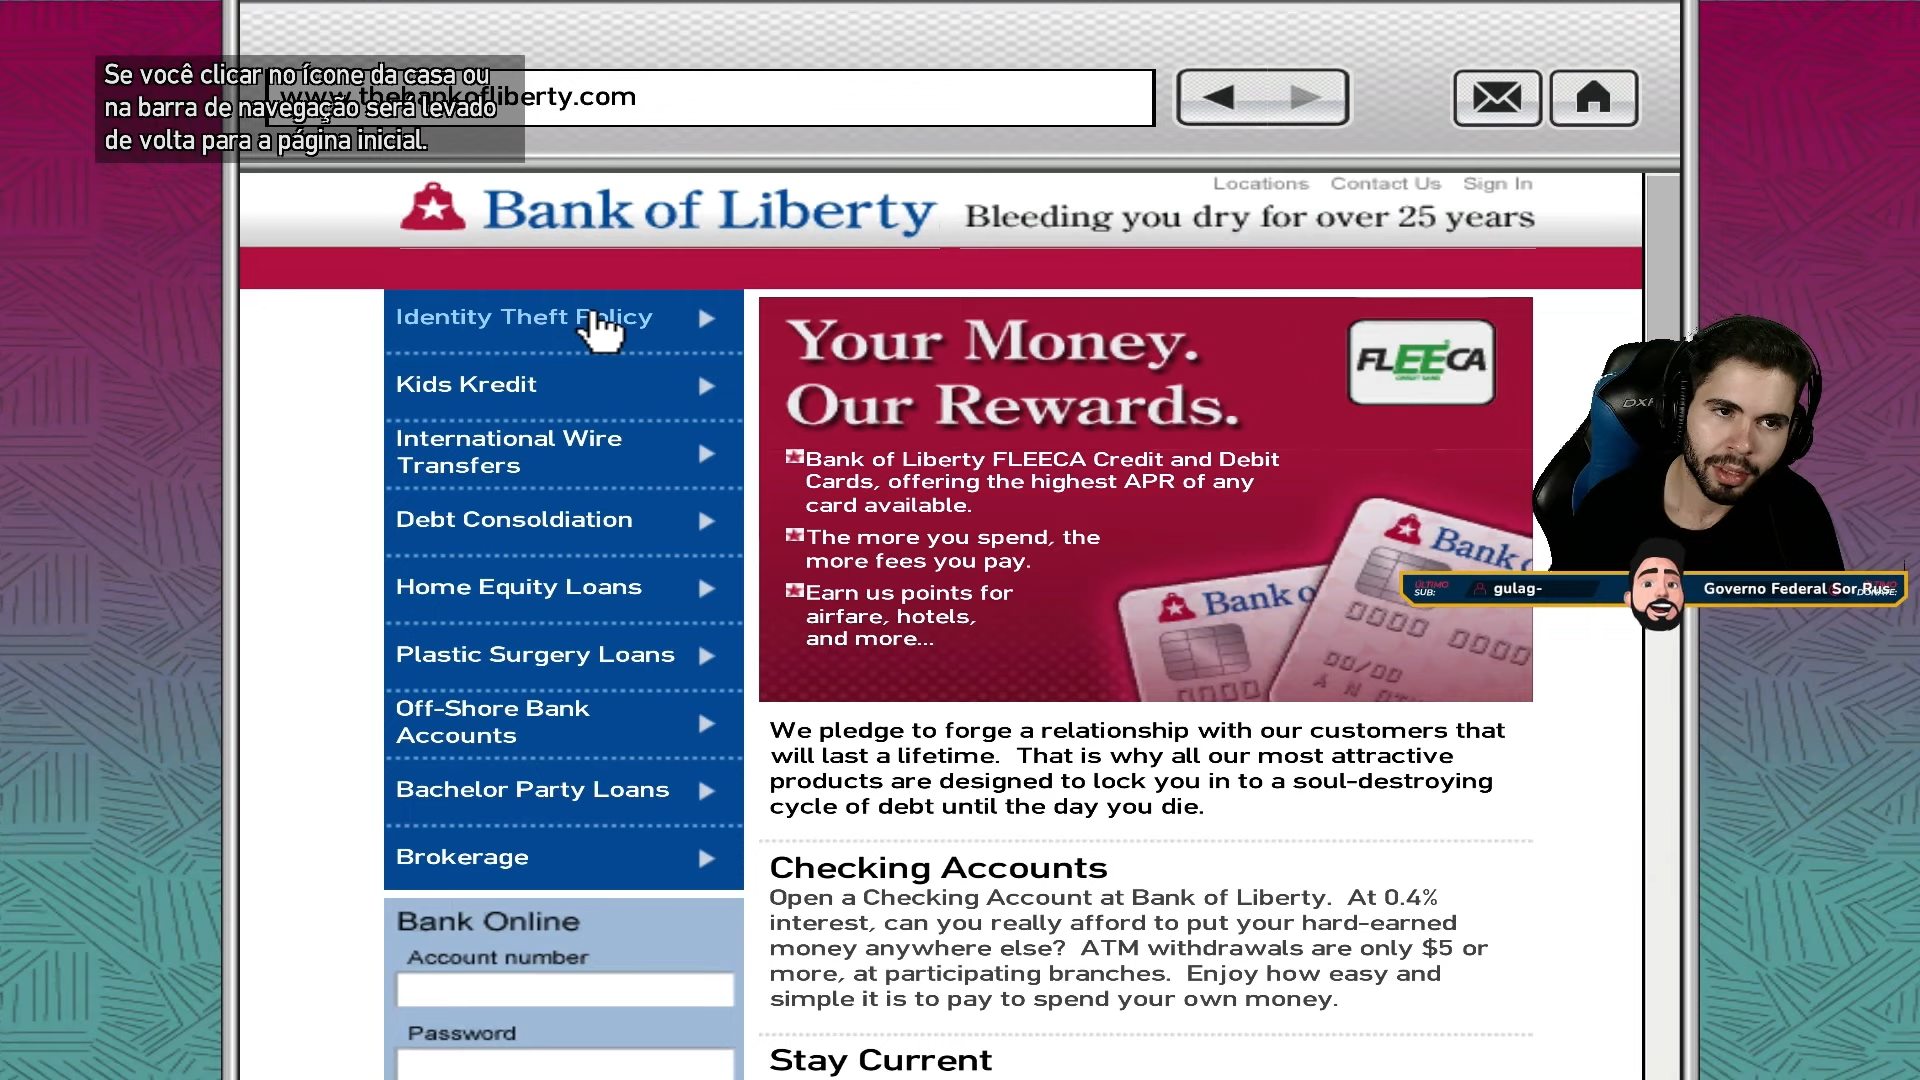 Se você clicar no ícone da casa ou
na barra de navegação será levado
de volta para a página inicial.
www.thebankofliberty.com
Locations Contact Us Sign In
Bank of Liberty
Bleeding you dry for over 25 years
Identity Theft Policy
Kids Kredit
International Wire
Transfers
Debt Consoldiation
Home Equity Loans
Plastic Surgery Loans
Off-Shore Bank
Accounts
Bachelor Party Loans
Brokerage
Bank Online
Account number
Password
Your Money.
Our Rewards.
FLEECA
Bank of Liberty FLEECA Credit and Debit
Cards, offering the highest APR of any
card available.
The more you spend, the
more fees you pay.
Earn us points for
airfare, hotels,
and more...
Bank
0000 0000
00/00
Bank o
0000
We pledge to forge a relationship with our customers that
will last a lifetime. That is why all our most attractive
products are designed to lock you in to a soul-destroying
cycle of debt until the day you die.
Checking Accounts
Open a Checking Account at Bank of Liberty. At 0.4%
interest, can you really afford to put your hard-earned
money anywhere else? ATM withdrawals are only $5 or
more, at participating branches. Enjoy how easy and
simple it is to pay to spend your own money.
Stay Current
DXR
ÚLTIMO
SUB:
gulag-
Governo Federal Sor Rus